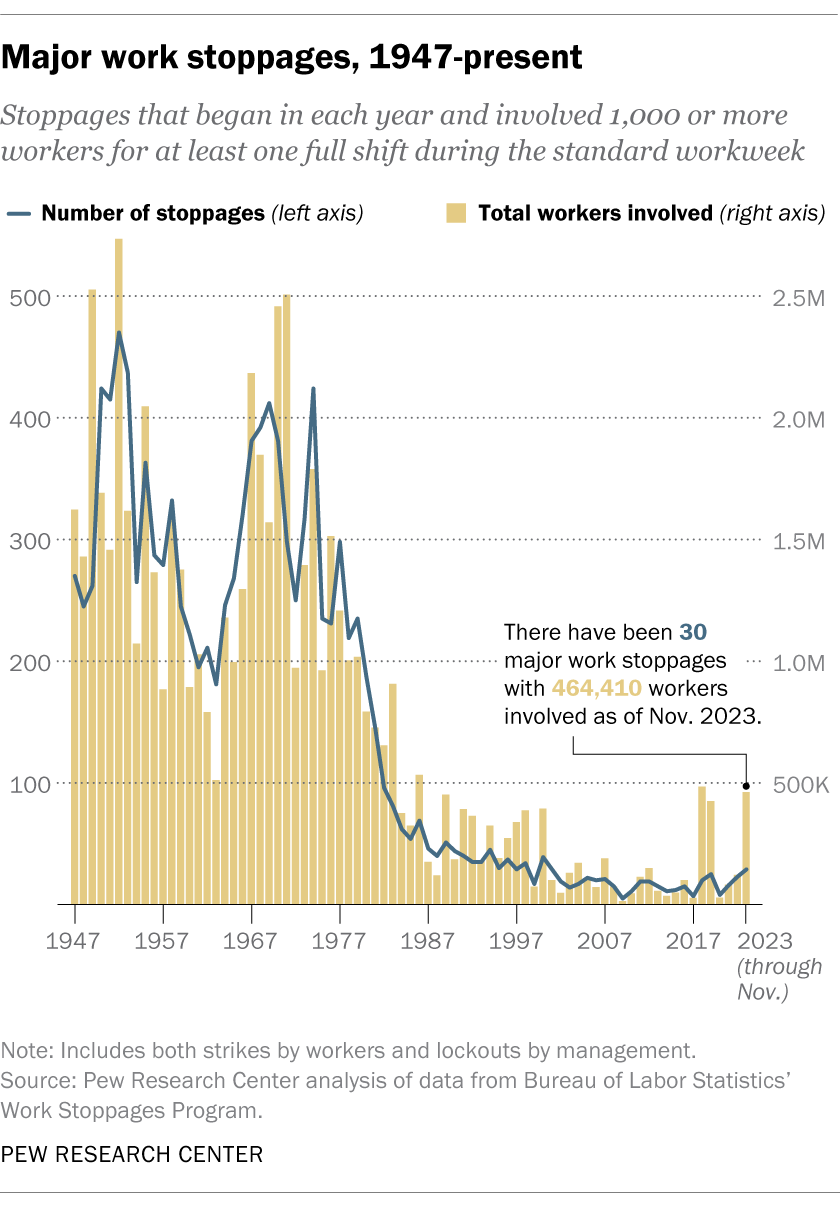 Major work stoppages, 1947-present
Stoppages that began in each year and involved 1,000 or more
workers for at least one full shift during the standard workweek
Number of stoppages (left axis)
Total workers involved (right axis)
500
2.5M
400
2.0M
300
1.5M
There have been 30
major work stoppages
with 464,410 workers
involved as of Nov. 2023.
200
1.0M
100
500K
1947
1957
1967
1977
1987
1997
2007
2017
2023
(through
Nov.)
Note: Includes both strikes by workers and lockouts by management.
Source: Pew Research Center analysis of data from Bureau of Labor Statistics’
Work Stoppages Program.
PEW RESEARCH CENTER